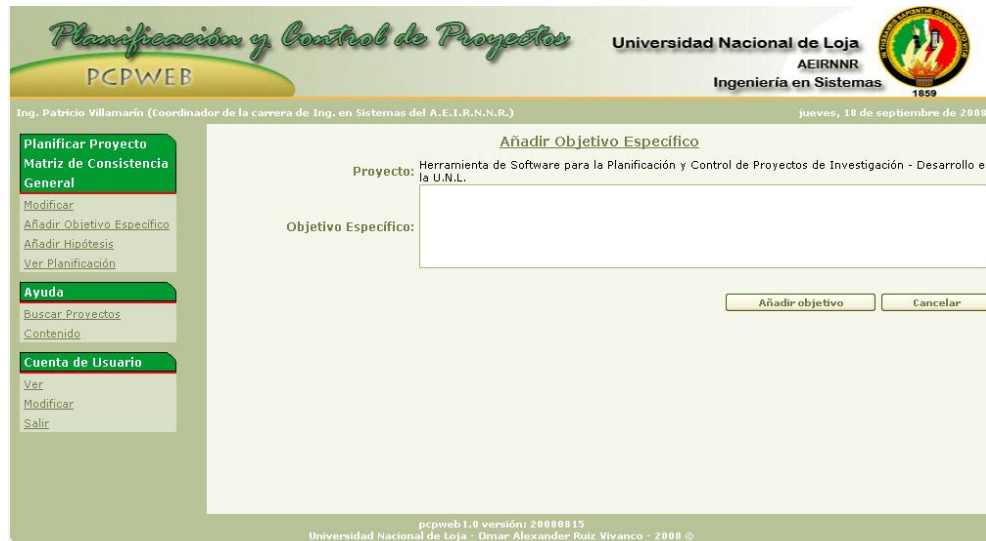 Planificación y Control de Proyectos
PCPWEB
Universidad Nacional de Loja
AEIRNNR
Ingeniería en Sistemas
1859
Ing. Patricio Villamarín (Coordinador de la carrera de Ing. en Sistemas del A.E.I.R.N.N.R.)
jueves, 18 de septiembre de 2008
Planificar Proyecto
Matriz de Consistencia
General
Modificar
Añadir Objetivo Específico
Añadir Hipótesis
Ver Planificación
Ayuda
Buscar Proyectos
Contenido
Cuenta de Usuario
Ver
Modificar
Salir
Añadir Objetivo Específico
Proyecto:
Herramienta de Software para la Planificación y Control de Proyectos de Investigación - Desarrollo e
la U.N.L.
Objetivo Específico:
Añadir objetivo
Cancelar
pcpweb1.0 versión: 20080815
Universidad Nacional de Loja - Omar Alexander Ruiz Vivanco - 2008 ©